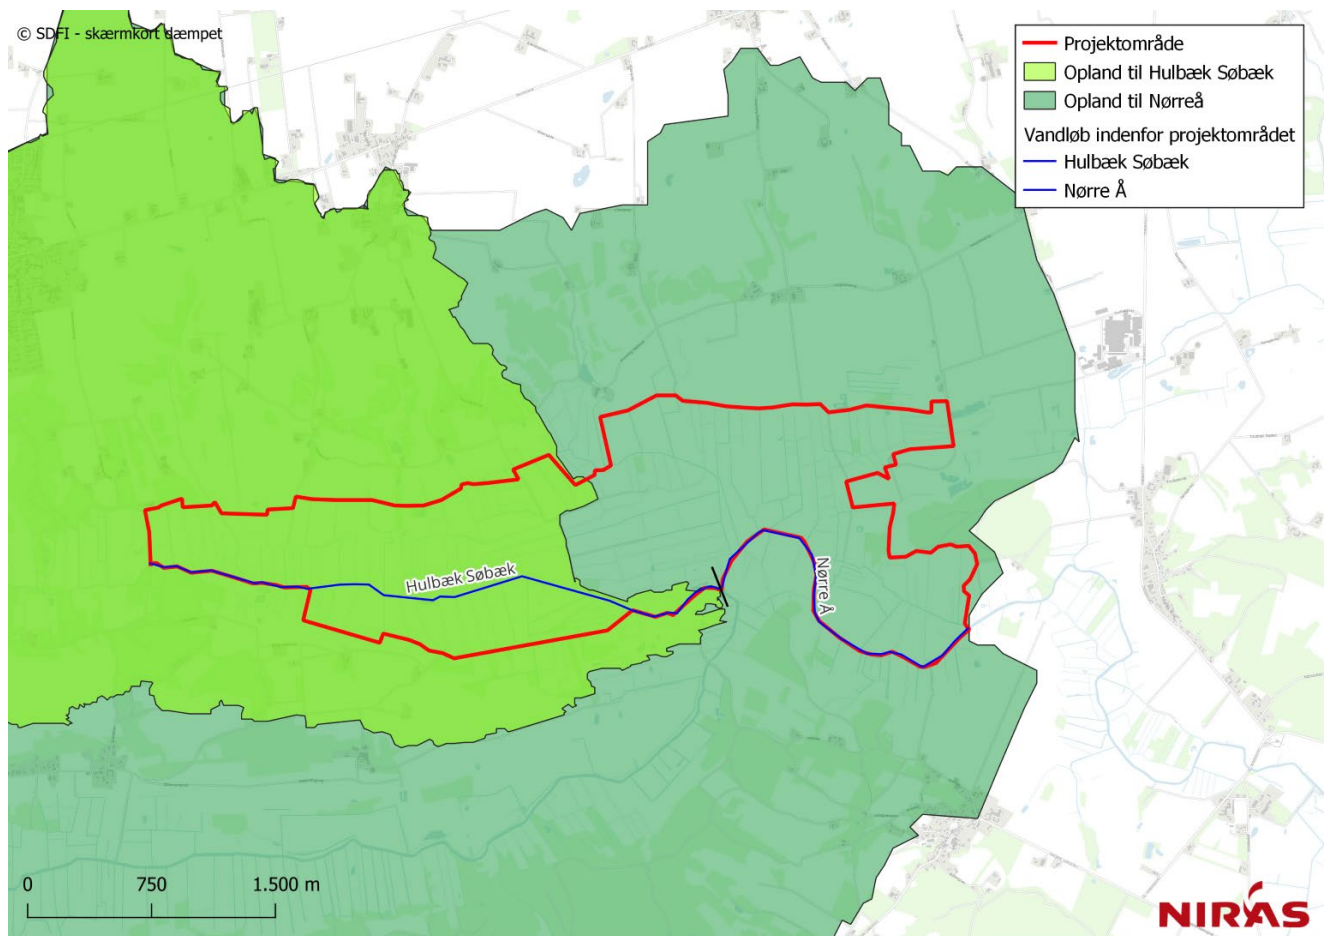 © SDFI - skærmkort dæmpet
Projektområde
Opland til Hulbæk Søbæk
Opland til Nørreå
Vandløb indenfor projektområdet
Hulbæk Søbæk
Nørre Å
Hulbæk Søbæk
Nørre Å
0 750 1.500 m
NIRAS